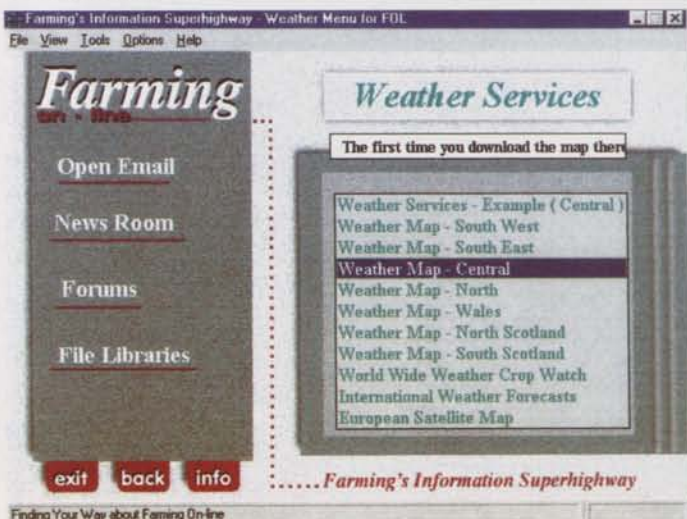 Farming's Information Superhighway - Weather Menu for FOL
File View Tools Options Help
Farming
on - line
Open Email
News Room
Forums
File Libraries
exit back info
Weather Services
The first time you download the map there
Weather Services - Example ( Central )
Weather Map - South West
Weather Map - South East
Weather Map - Central
Weather Map - North
Weather Map - Wales
Weather Map - North Scotland
Weather Map - South Scotland
World Wide Weather Crop Watch
International Weather Forecasts
European Satellite Map
......Farming's Information Superhighway
Finding Your Way about Farming On-line